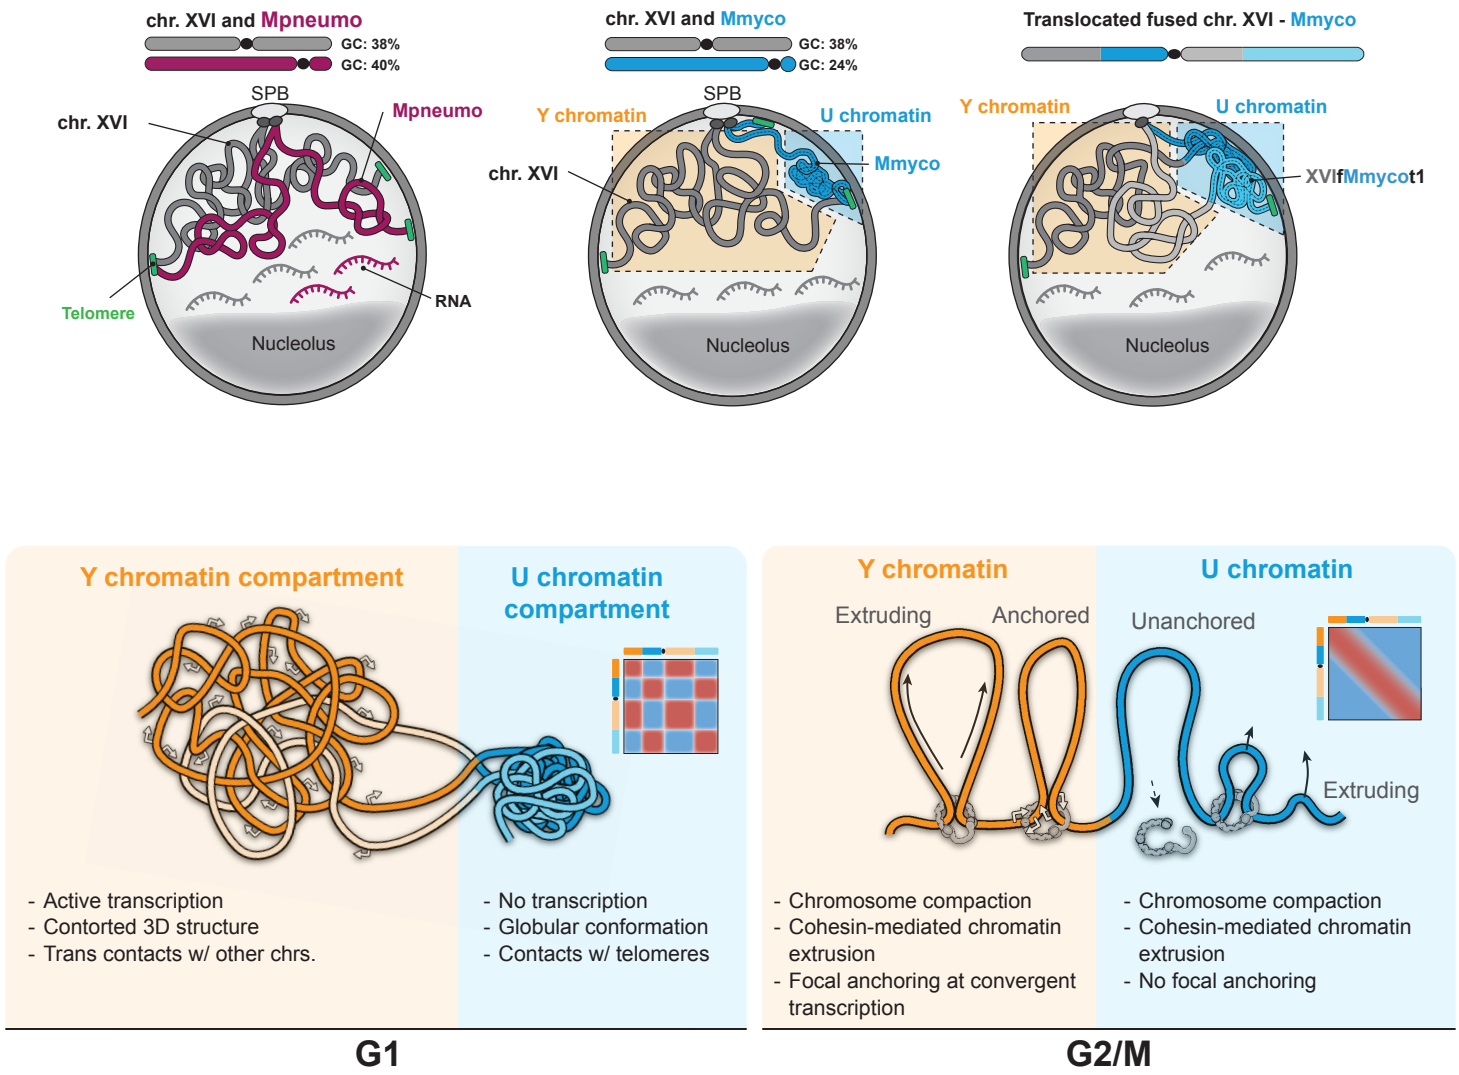 chr. XVI and Mpneumo
GC: 38%
GC: 40%
SPB
Mpneumo
chr. XVI
Telomere
RNA
Nucleolus
chr. XVI and Mmyco
GC: 38%
GC: 24%
SPB
Y chromatin
U chromatin
Mmyco
chr. XVI
Nucleolus
Translocated fused chr. XVI - Mmyco
Y chromatin
U chromatin
XVIfMmycot1
Nucleolus
Y chromatin compartment
U chromatin
compartment
- Active transcription
- Contorted 3D structure
- Trans contacts w/ other chrs.
- No transcription
- Globular conformation
- Contacts w/ telomeres
G1
Y chromatin
U chromatin
Extruding
Anchored
Unanchored
Extruding
- Chromosome compaction
- Cohesin-mediated chromatin
extrusion
- Focal anchoring at convergent
transcription
- Chromosome compaction
- Cohesin-mediated chromatin
extrusion
- No focal anchoring
G2/M